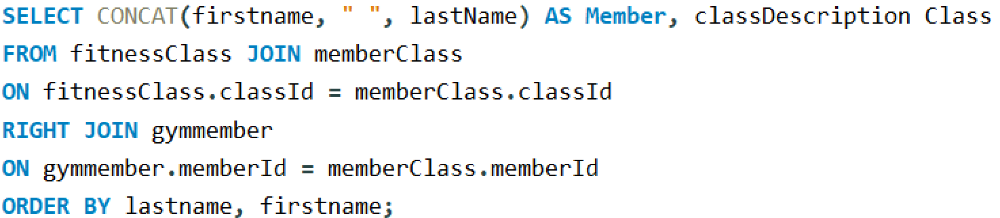 SELECT CONCAT(firstname, " ", lastName) AS Member, classDescription Class
FROM fitnessClass JOIN memberClass
ON fitnessClass.classId = memberClass.classId
RIGHT JOIN gymmember
ON gymmember.memberId = memberClass.memberId
ORDER BY lastname, firstname;